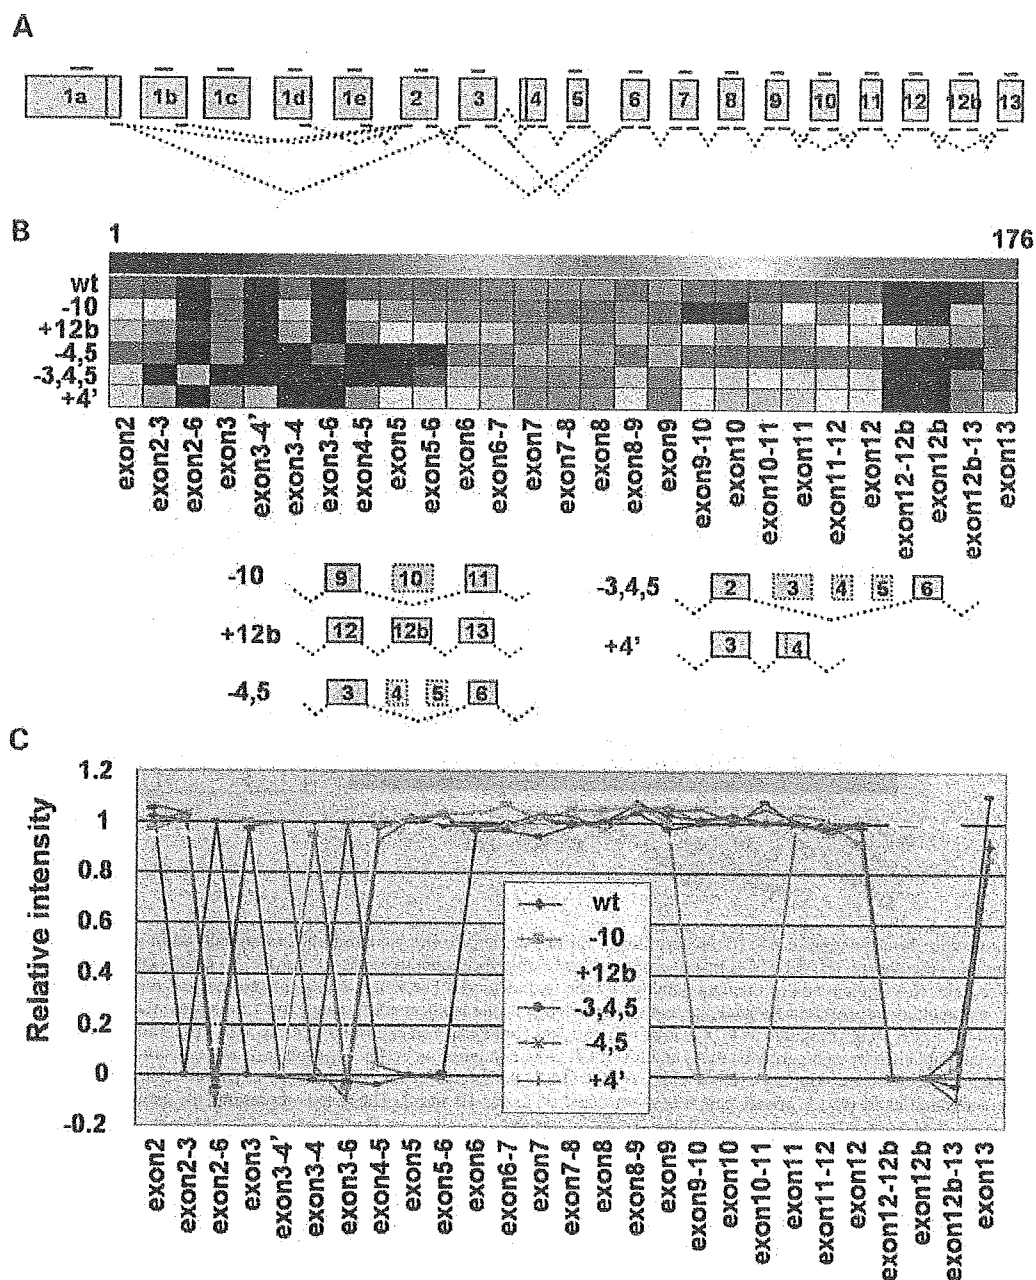 A
1a 1b 1c 1d 1e 2 3 4 5 6 7 8 9 10 11 12 12b 13
B
1 176
wt
-10
+12b
-4,5
-3,4,5
+4'
exon2
exon2-3
exon2-6
exon3
exon3-4'
exon3-4
exon3-6
exon4-5
exon5
exon5-6
exon6
exon6-7
exon7
exon7-8
exon8
exon8-9
exon9
exon9-10
exon10
exon10-11
exon11
exon11-12
exon12
exon12-12b
exon12b
exon12b-13
exon13
-10 9 10 11
-3,4,5 2 3 4 5 6
+12b 12 12b 13
+4' 3 4
-4,5 3 4 5 6
C
Relative intensity
1.2
1
0.8
0.6
0.4
0.2
0
-0.2
wt
-10
+12b
-3,4,5
-4,5
+4'
exon2
exon2-3
exon2-6
exon3
exon3-4'
exon3-4
exon3-6
exon4-5
exon5
exon5-6
exon6
exon6-7
exon7
exon7-8
exon8
exon8-9
exon9
exon9-10
exon10
exon10-11
exon11
exon11-12
exon12
exon12-12b
exon12b
exon12b-13
exon13